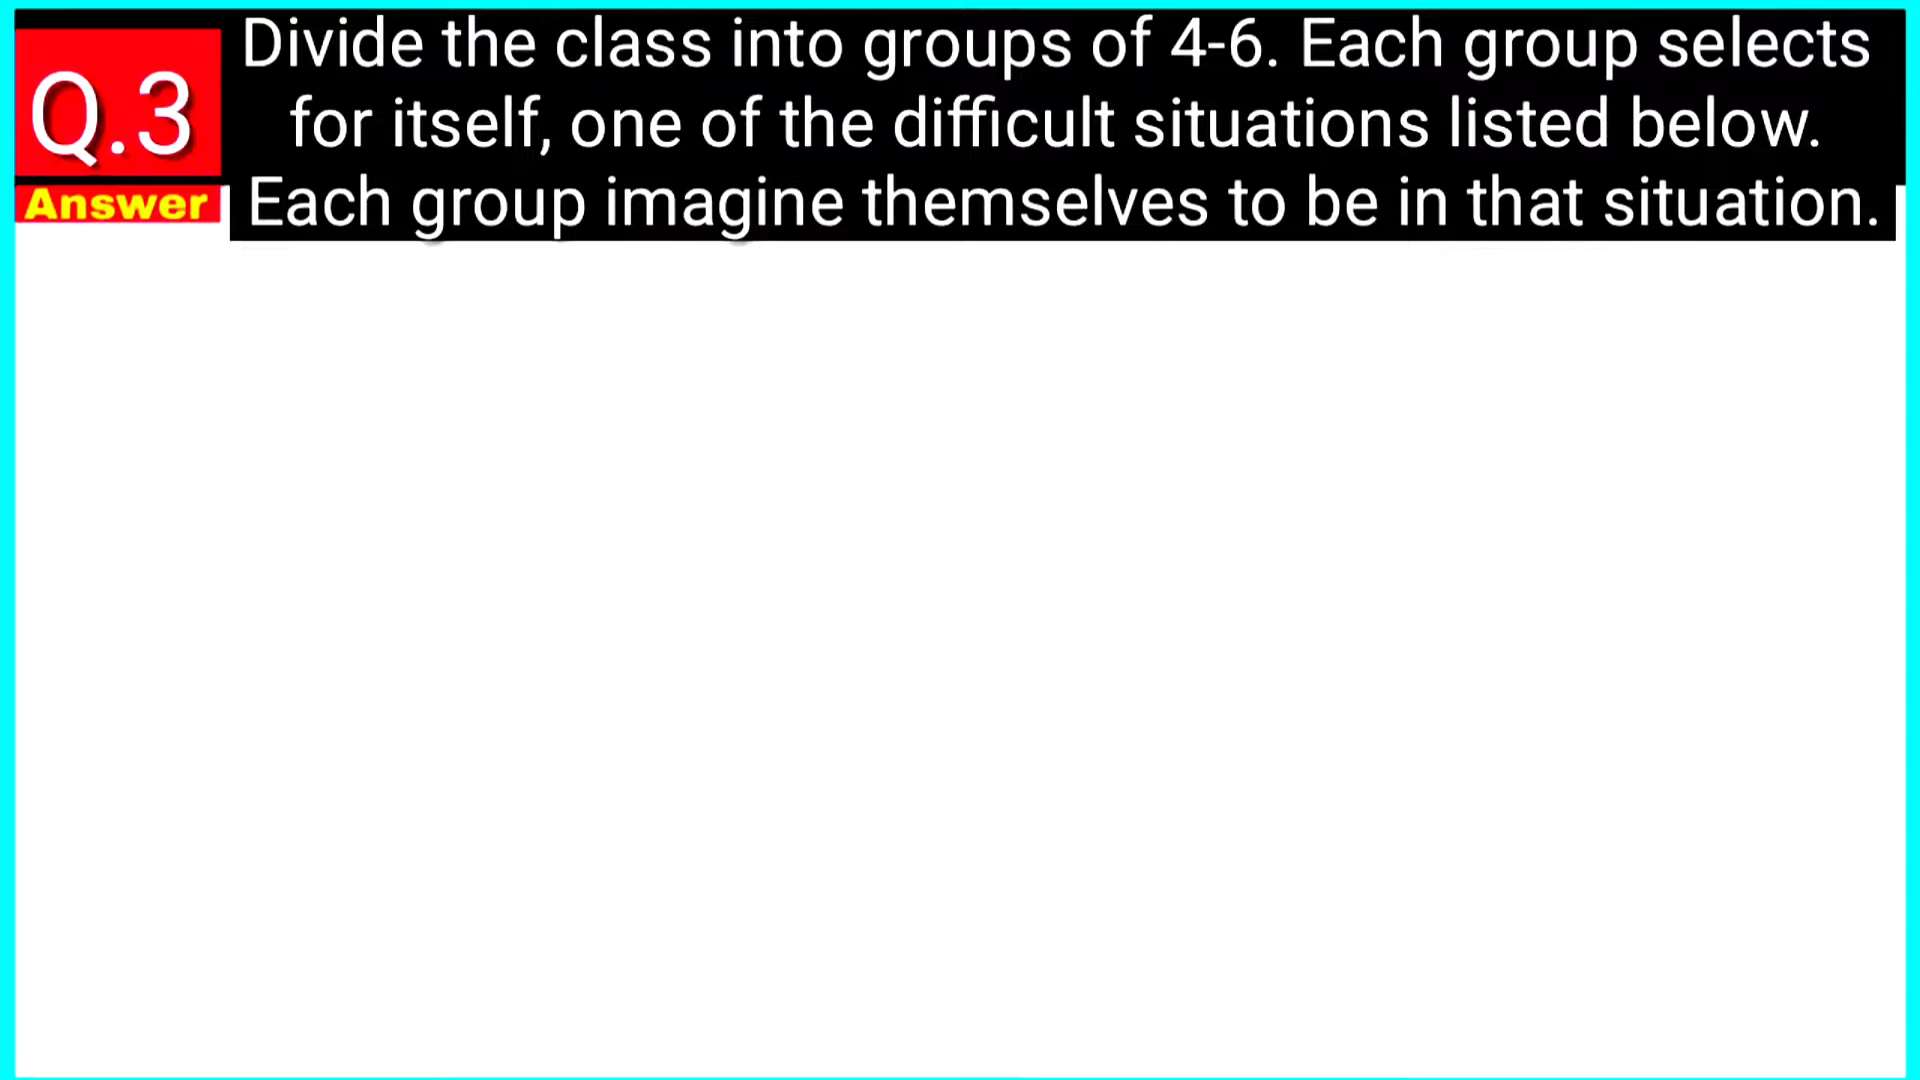 Q.3
Answer
Divide the class into groups of 4-6. Each group selects
for itself, one of the difficult situations listed below.
Each group imagine themselves to be in that situation.